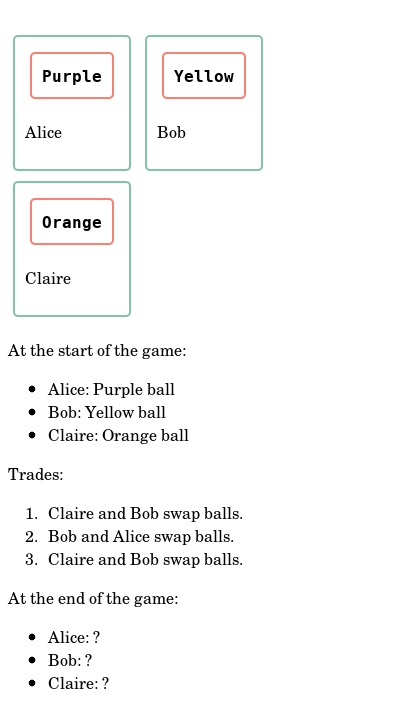 Purple Yellow
Alice Bob
Orange
Claire
At the start of the game:
• Alice: Purple ball
• Bob: Yellow ball
• Claire: Orange ball
Trades:
1. Claire and Bob swap balls.
2. Bob and Alice swap balls.
3. Claire and Bob swap balls.
At the end of the game:
• Alice: ?
• Bob: ?
• Claire: ?